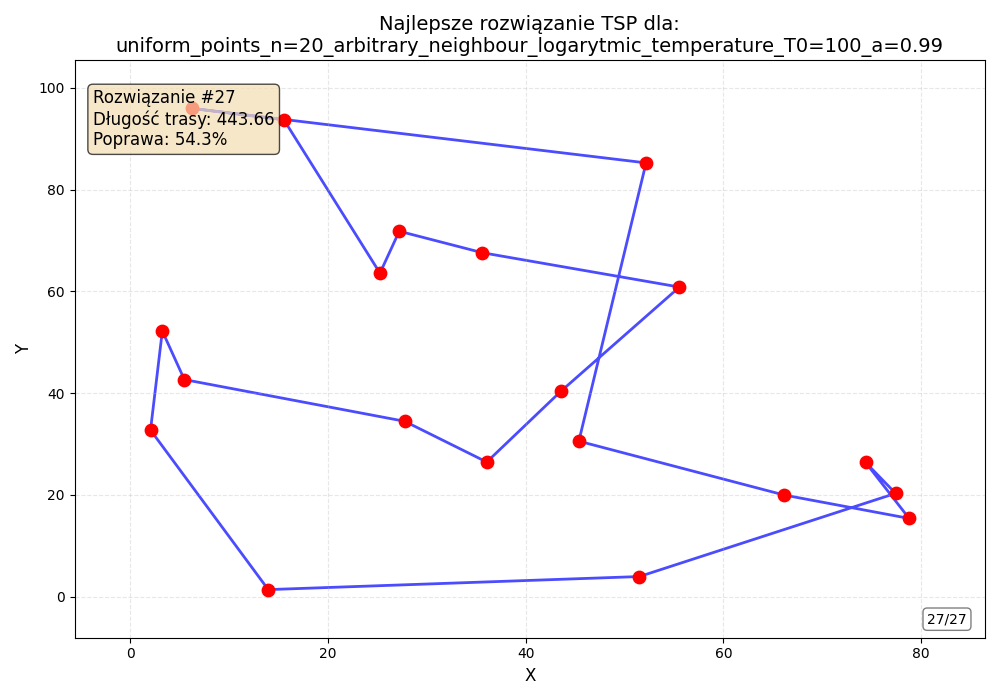 Najlepsze rozwiązanie TSP dla:
uniform_points_n=20_arbitrary_neighbour_logarytmic_temperature_T0=100_a=0.99
Rozwiązanie #27
Długość trasy: 443.66
Poprawa: 54.3%
100
80
60
40
20
0
Y
0 20 40 60 80
X
27/27